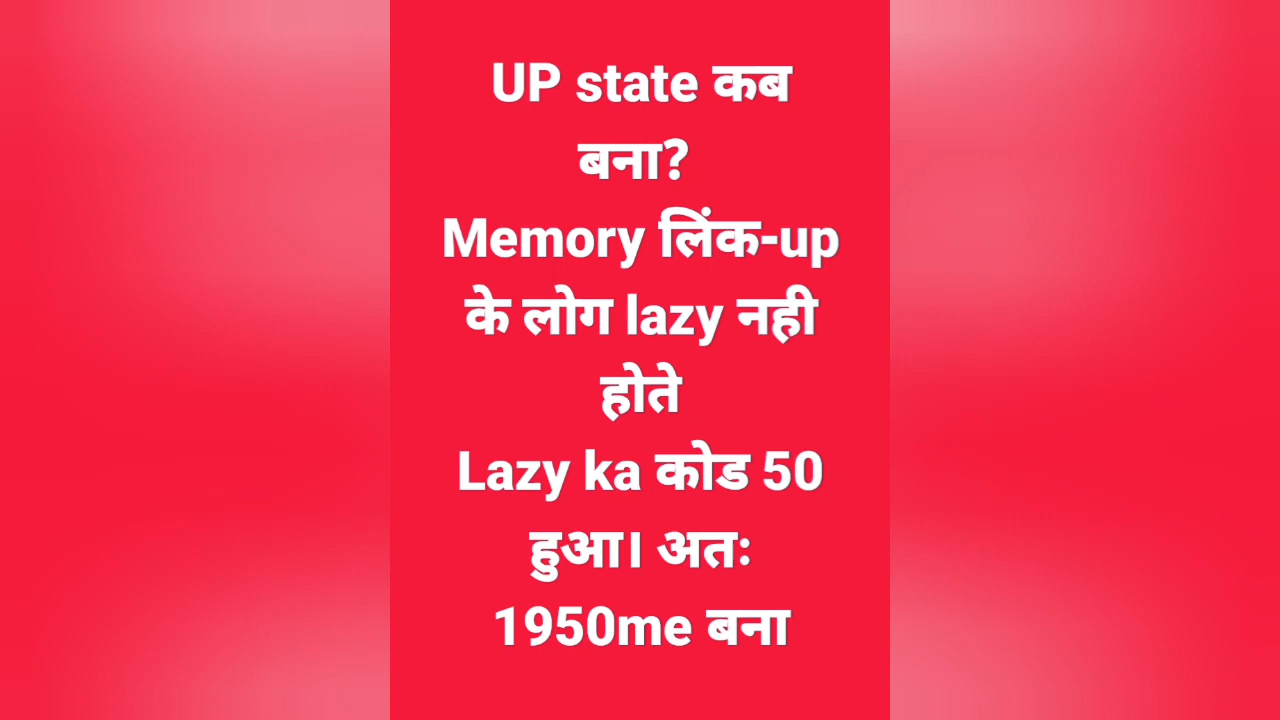 UP state कब
बना?
Memory लिंक-up
के लोग lazy नही
होते
Lazy ka कोड 50
हुआ। अतः
1950me बना